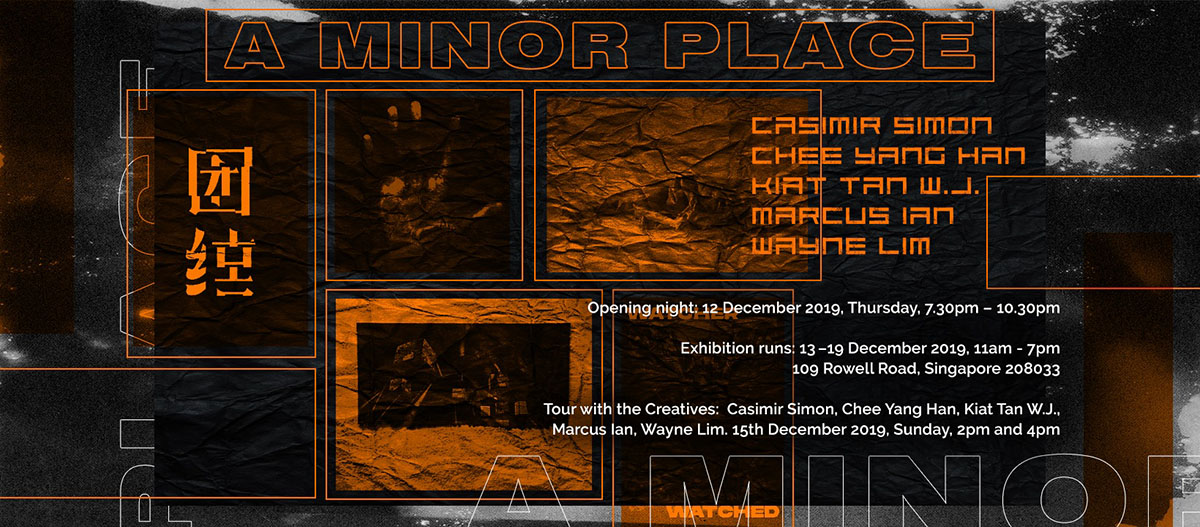 A MINOR PLACE
团结
CASIMIR SIMON
CHEE YANG HAN
KIAT TAN W.J.
MARCUS IAN
WAYNE LIM
Opening night: 12 December 2019, Thursday, 7.30pm – 10.30pm
WATCHER
Exhibition runs: 13 –19 December 2019, 11am - 7pm
109 Rowell Road, Singapore 208033
Tour with the Creatives: Casimir Simon, Chee Yang Han, Kiat Tan W.J.,
Marcus Ian, Wayne Lim. 15th December 2019, Sunday, 2pm and 4pm
A MINOR
WATCHED